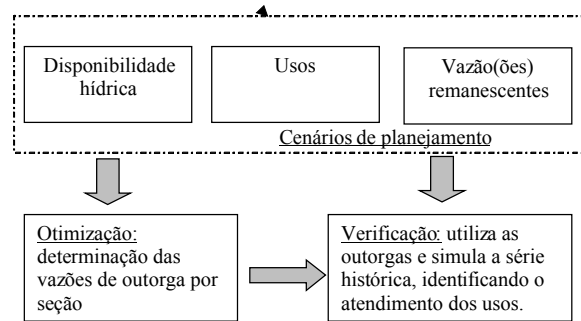 Disponibilidade
hídrica
Usos
Vazão(ões)
remanescentes
Cenários de planejamento
Otimização:
determinação das
vazões de outorga por
seção
Verificação: utiliza as
outorgas e simula a série
histórica, identificando o
atendimento dos usos.